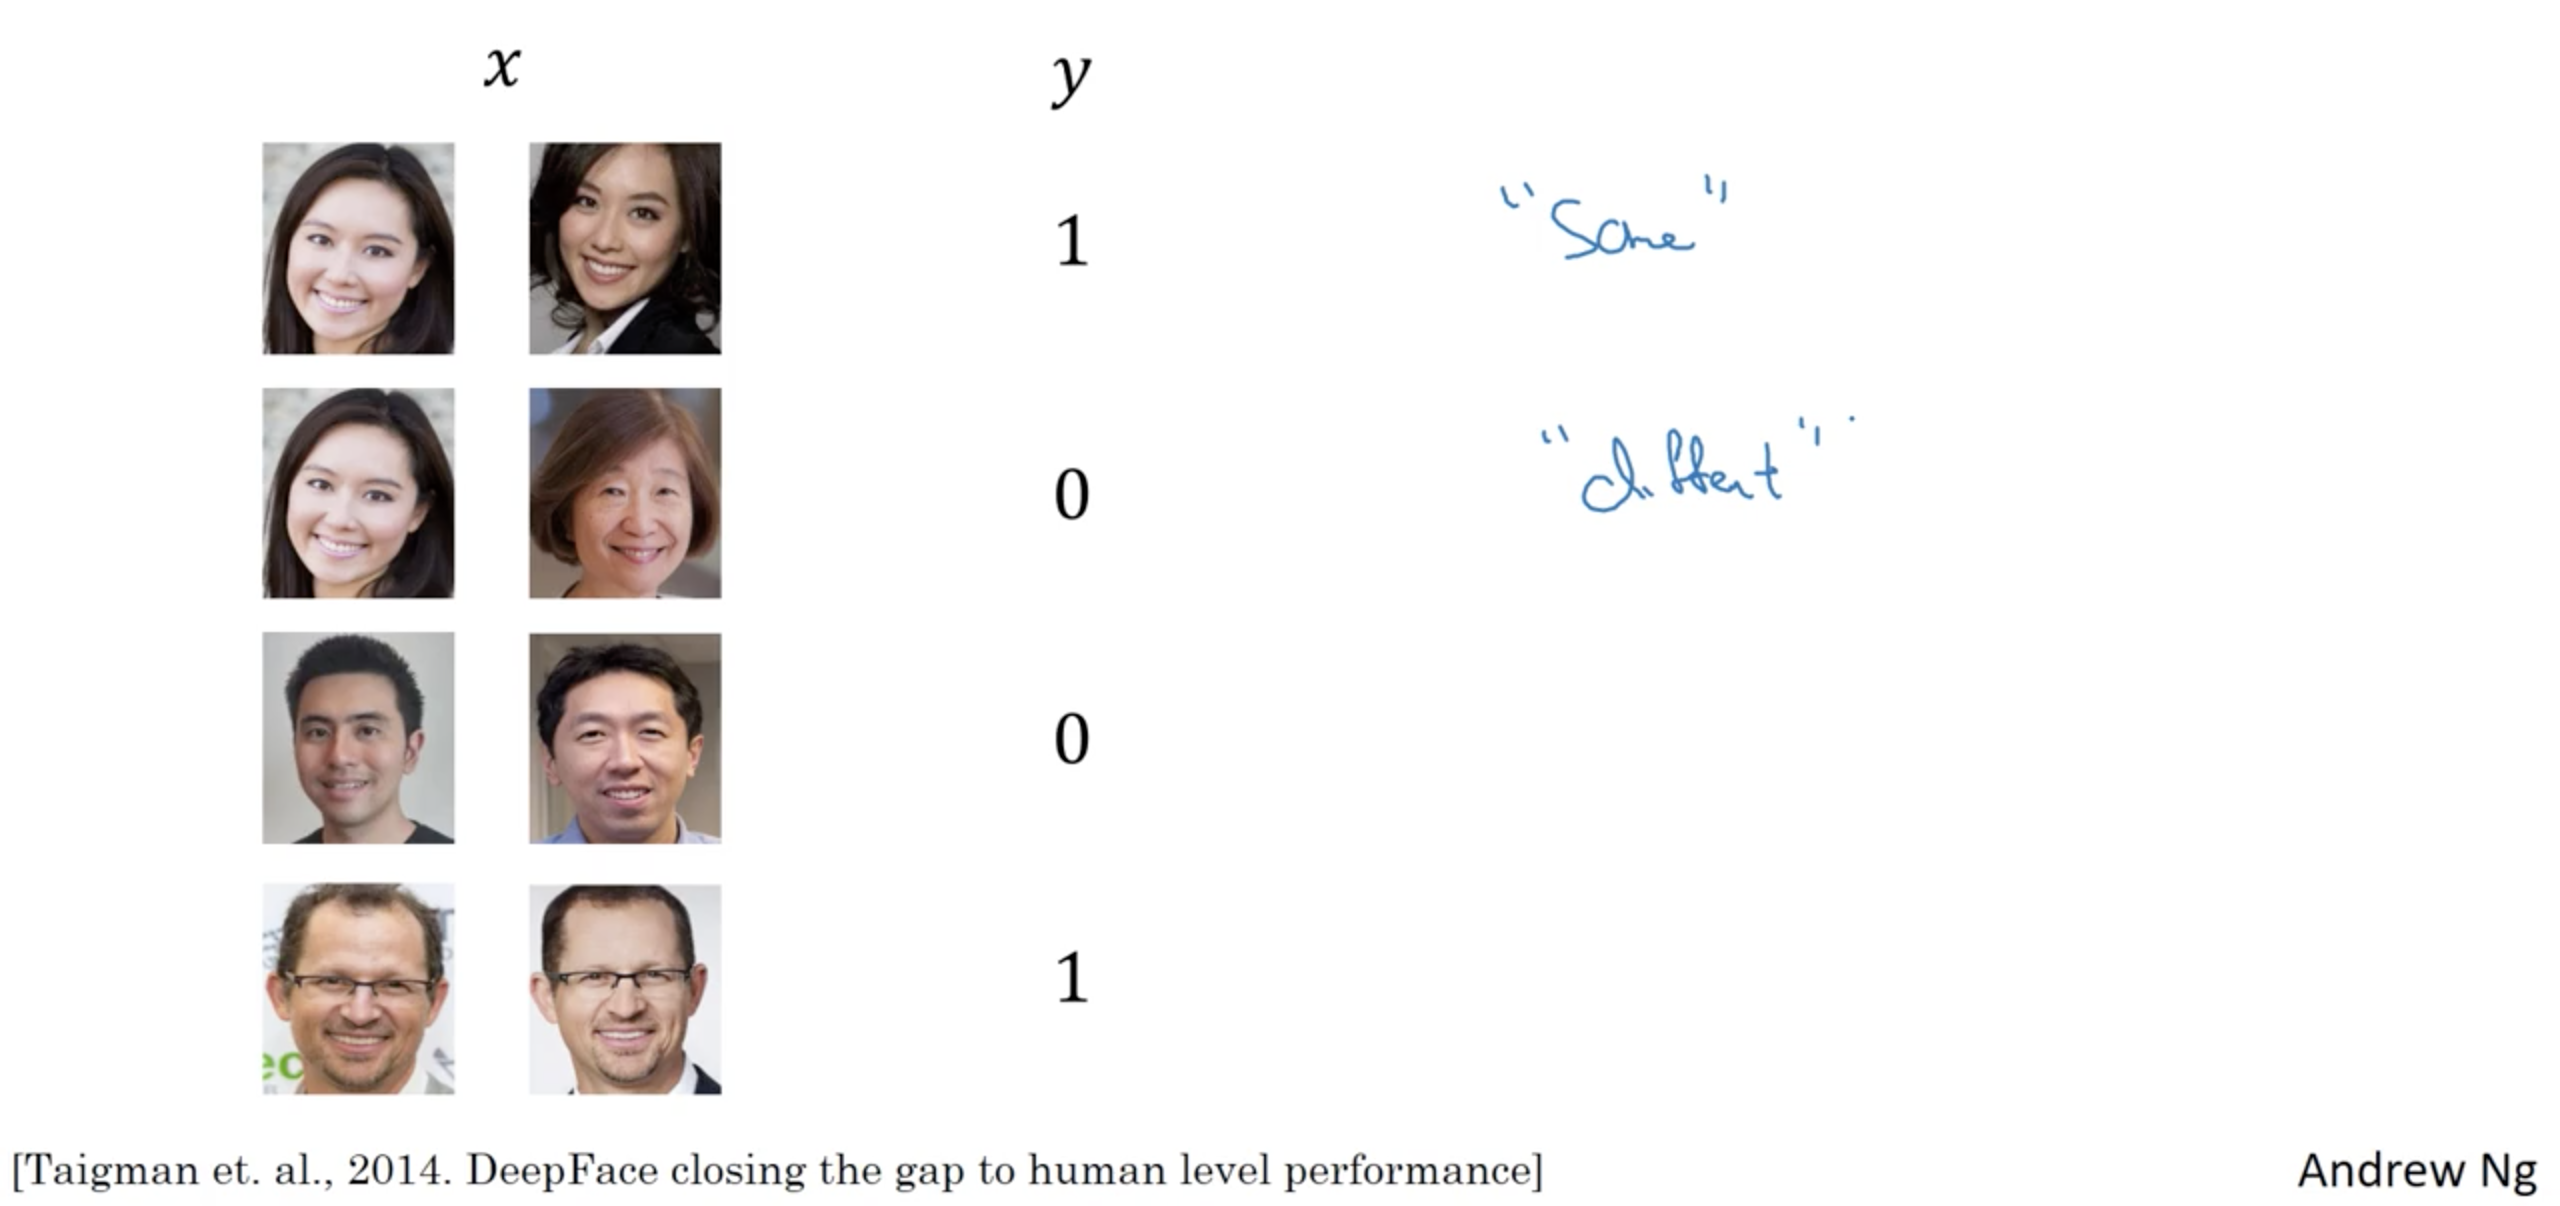 x y
1 "Same"
0 "different"
0
ec
1
[Taigman et. al., 2014. DeepFace closing the gap to human level performance] Andrew Ng